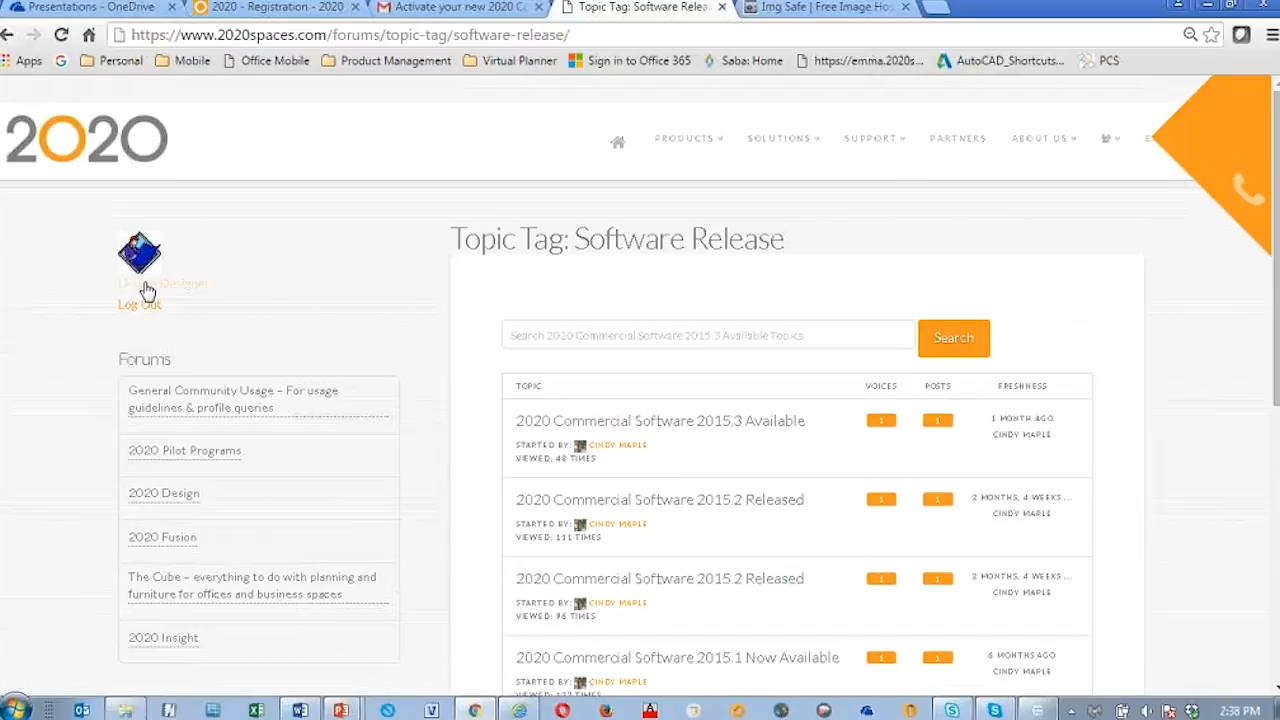 Presentations - OneDrive
2020 - Registration - 2020
Activate your new 2020 Co
Topic Tag: Software Relea
Img Safe | Free Image Hos
https://www.2020spaces.com/forums/topic-tag/software-release/
Apps
Personal
Mobile
Office Mobile
Product Management
Virtual Planner
Sign in to Office 365
Saba: Home
https://emma.2020s...
AutoCAD_Shortcuts...
PCS
2020
PRODUCTS
SOLUTIONS
SUPPORT
PARTNERS
ABOUT US
Topic Tag: Software Release
Designer
Log Out
Forums
General Community Usage – For usage
guidelines & profile queries
2020 Pilot Programs
2020 Design
2020 Fusion
The Cube – everything to do with planning and
furniture for offices and business spaces
2020 Insight
Search 2020 Commercial Software 2015.3 Available Topics
Search
TOPIC VOICES POSTS FRESHNESS
2020 Commercial Software 2015.3 Available 1 1 1 MONTH AGO
CINDY MAPLE
STARTED BY: CINDY MAPLE
VIEWED: 48 TIMES
2020 Commercial Software 2015.2 Released 1 1 2 MONTHS, 4 WEEKS ...
CINDY MAPLE
STARTED BY: CINDY MAPLE
VIEWED: 111 TIMES
2020 Commercial Software 2015.2 Released 1 1 2 MONTHS, 4 WEEKS ...
CINDY MAPLE
STARTED BY: CINDY MAPLE
VIEWED: 96 TIMES
2020 Commercial Software 2015.1 Now Available 1 1 6 MONTHS AGO
CINDY MAPLE
STARTED BY: CINDY MAPLE
2:38 PM